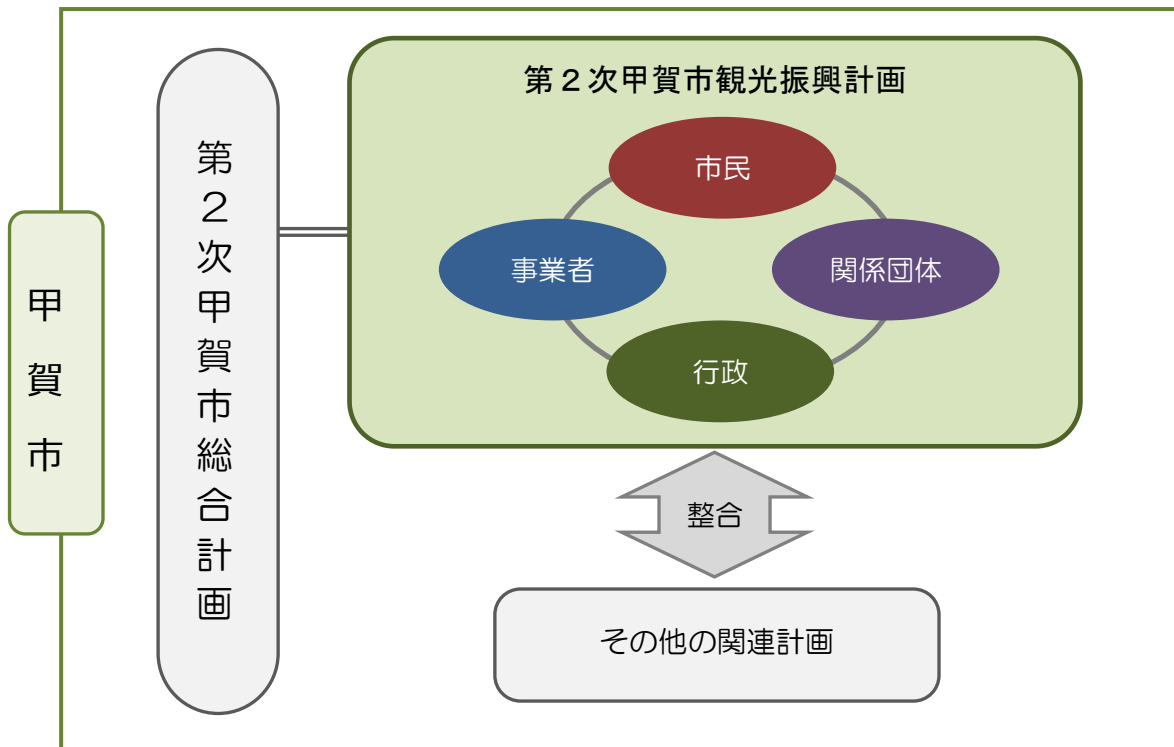 甲賀市
第２次甲賀市総合計画
第２次甲賀市観光振興計画
市民
事業者
関係団体
行政
整合
その他の関連計画